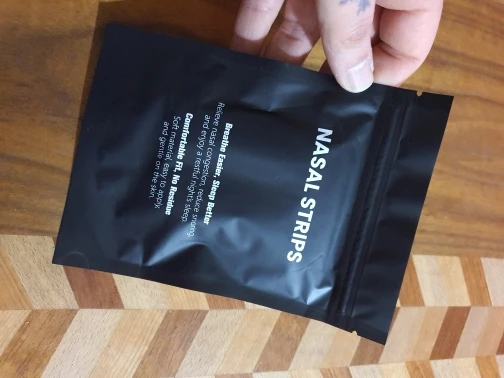 NASAL STRIPS
Breathe Easier, Sleep Better
Relieve nasal congestion, reduce snoring,
and enjoy a restful night's sleep.
Comfortable Fit, No Residue
Soft material, easy to apply,
and gentle on the skin.